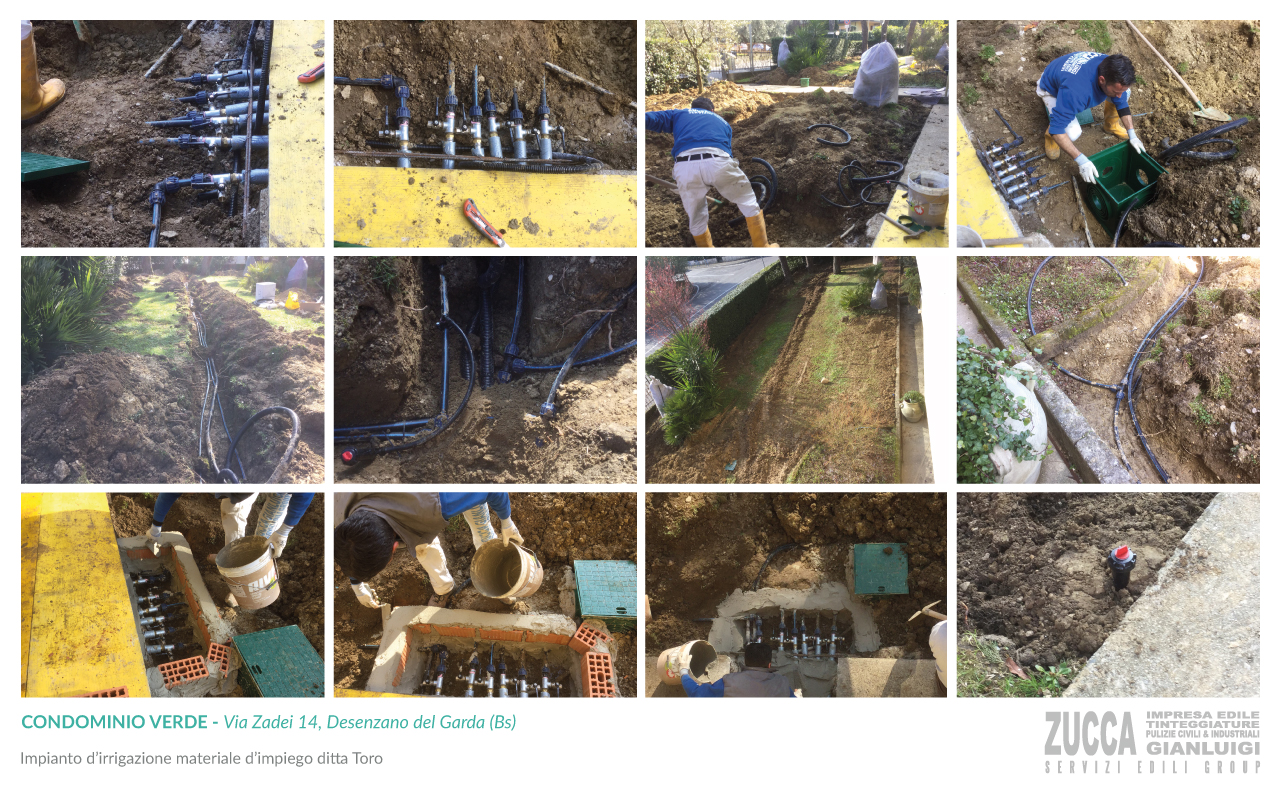 CONDOMINIO VERDE - Via Zadei 14, Desenzano del Garda (Bs)
Impianto d'irrigazione materiale d'impiego ditta Toro
ZUCCA
IMPRESA EDILE
TINTEGGIATURE
PULIZIE CIVILI & INDUSTRIALI
GIANLUIGI
SERVIZI EDILI GROUP